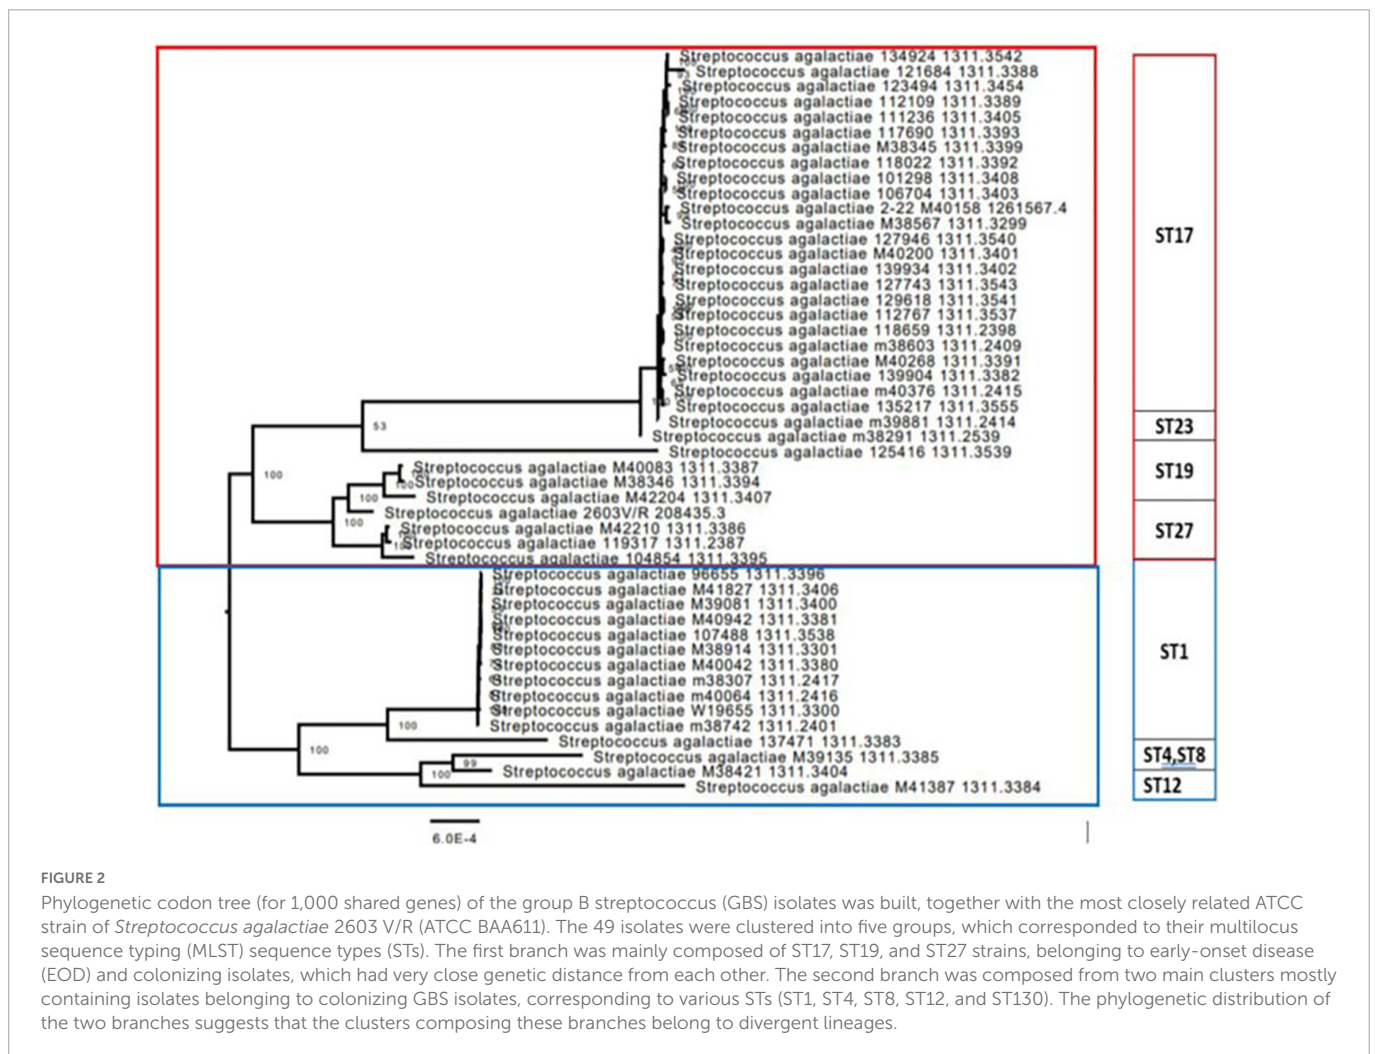 Streptococcus agalactiae 134924 1311.3542
Streptococcus agalactiae 121684 1311.3388
Streptococcus agalactiae 123494 1311.3454
Streptococcus agalactiae 112109 1311.3389
Streptococcus agalactiae 111236 1311.3405
Streptococcus agalactiae 117690 1311.3393
Streptococcus agalactiae M38345 1311.3399
Streptococcus agalactiae 118022 1311.3392
Streptococcus agalactiae 101298 1311.3408
Streptococcus agalactiae 106704 1311.3403
Streptococcus agalactiae 2-22 M40158 1261567.4
Streptococcus agalactiae M38567 1311.3299
ST17
Streptococcus agalactiae 127946 1311.3540
Streptococcus agalactiae M40200 1311.3401
Streptococcus agalactiae 139934 1311.3402
Streptococcus agalactiae 127743 1311.3543
Streptococcus agalactiae 129618 1311.3541
Streptococcus agalactiae 112767 1311.3537
Streptococcus agalactiae 118659 1311.2398
Streptococcus agalactiae m38603 1311.2409
Streptococcus agalactiae M40268 1311.3391
Streptococcus agalactiae 139904 1311.3382
Streptococcus agalactiae m40376 1311.2415
Streptococcus agalactiae 135217 1311.3555
Streptococcus agalactiae m39881 1311.2414
ST23
53
Streptococcus agalactiae m38291 1311.2539
Streptococcus agalactiae 125416 1311.3539
Streptococcus agalactiae M40083 1311.3387
ST19
100
Streptococcus agalactiae M38346 1311.3394
100
Streptococcus agalactiae M42204 1311.3407
100
Streptococcus agalactiae 2603V/R 208435.3
100
Streptococcus agalactiae M42210 1311.3386
ST27
Streptococcus agalactiae 119317 1311.2387
Streptococcus agalactiae 104854 1311.3395
Streptococcus agalactiae 96655 1311.3396
Streptococcus agalactiae M41827 1311.3406
Streptococcus agalactiae M39081 1311.3400
Streptococcus agalactiae M40942 1311.3381
Streptococcus agalactiae 107488 1311.3538
Streptococcus agalactiae M38914 1311.3301
ST1
Streptococcus agalactiae M40042 1311.3380
Streptococcus agalactiae m38307 1311.2417
Streptococcus agalactiae m40064 1311.2416
Streptococcus agalactiae W19655 1311.3300
100
Streptococcus agalactiae m38742 1311.2401
Streptococcus agalactiae 137471 1311.3383
100
Streptococcus agalactiae M39135 1311.3385
ST4,ST8
99
100
Streptococcus agalactiae M38421 1311.3404
Streptococcus agalactiae M41387 1311.3384
ST12
6.0E-4
FIGURE 2
Phylogenetic codon tree (for 1,000 shared genes) of the group B streptococcus (GBS) isolates was built, together with the most closely related ATCC
strain of Streptococcus agalactiae 2603 V/R (ATCC BAA611). The 49 isolates were clustered into five groups, which corresponded to their multilocus
sequence typing (MLST) sequence types (STs). The first branch was mainly composed of ST17, ST19, and ST27 strains, belonging to early-onset disease
(EOD) and colonizing isolates, which had very close genetic distance from each other. The second branch was composed from two main clusters mostly
containing isolates belonging to colonizing GBS isolates, corresponding to various STs (ST1, ST4, ST8, ST12, and ST130). The phylogenetic distribution of
the two branches suggests that the clusters composing these branches belong to divergent lineages.